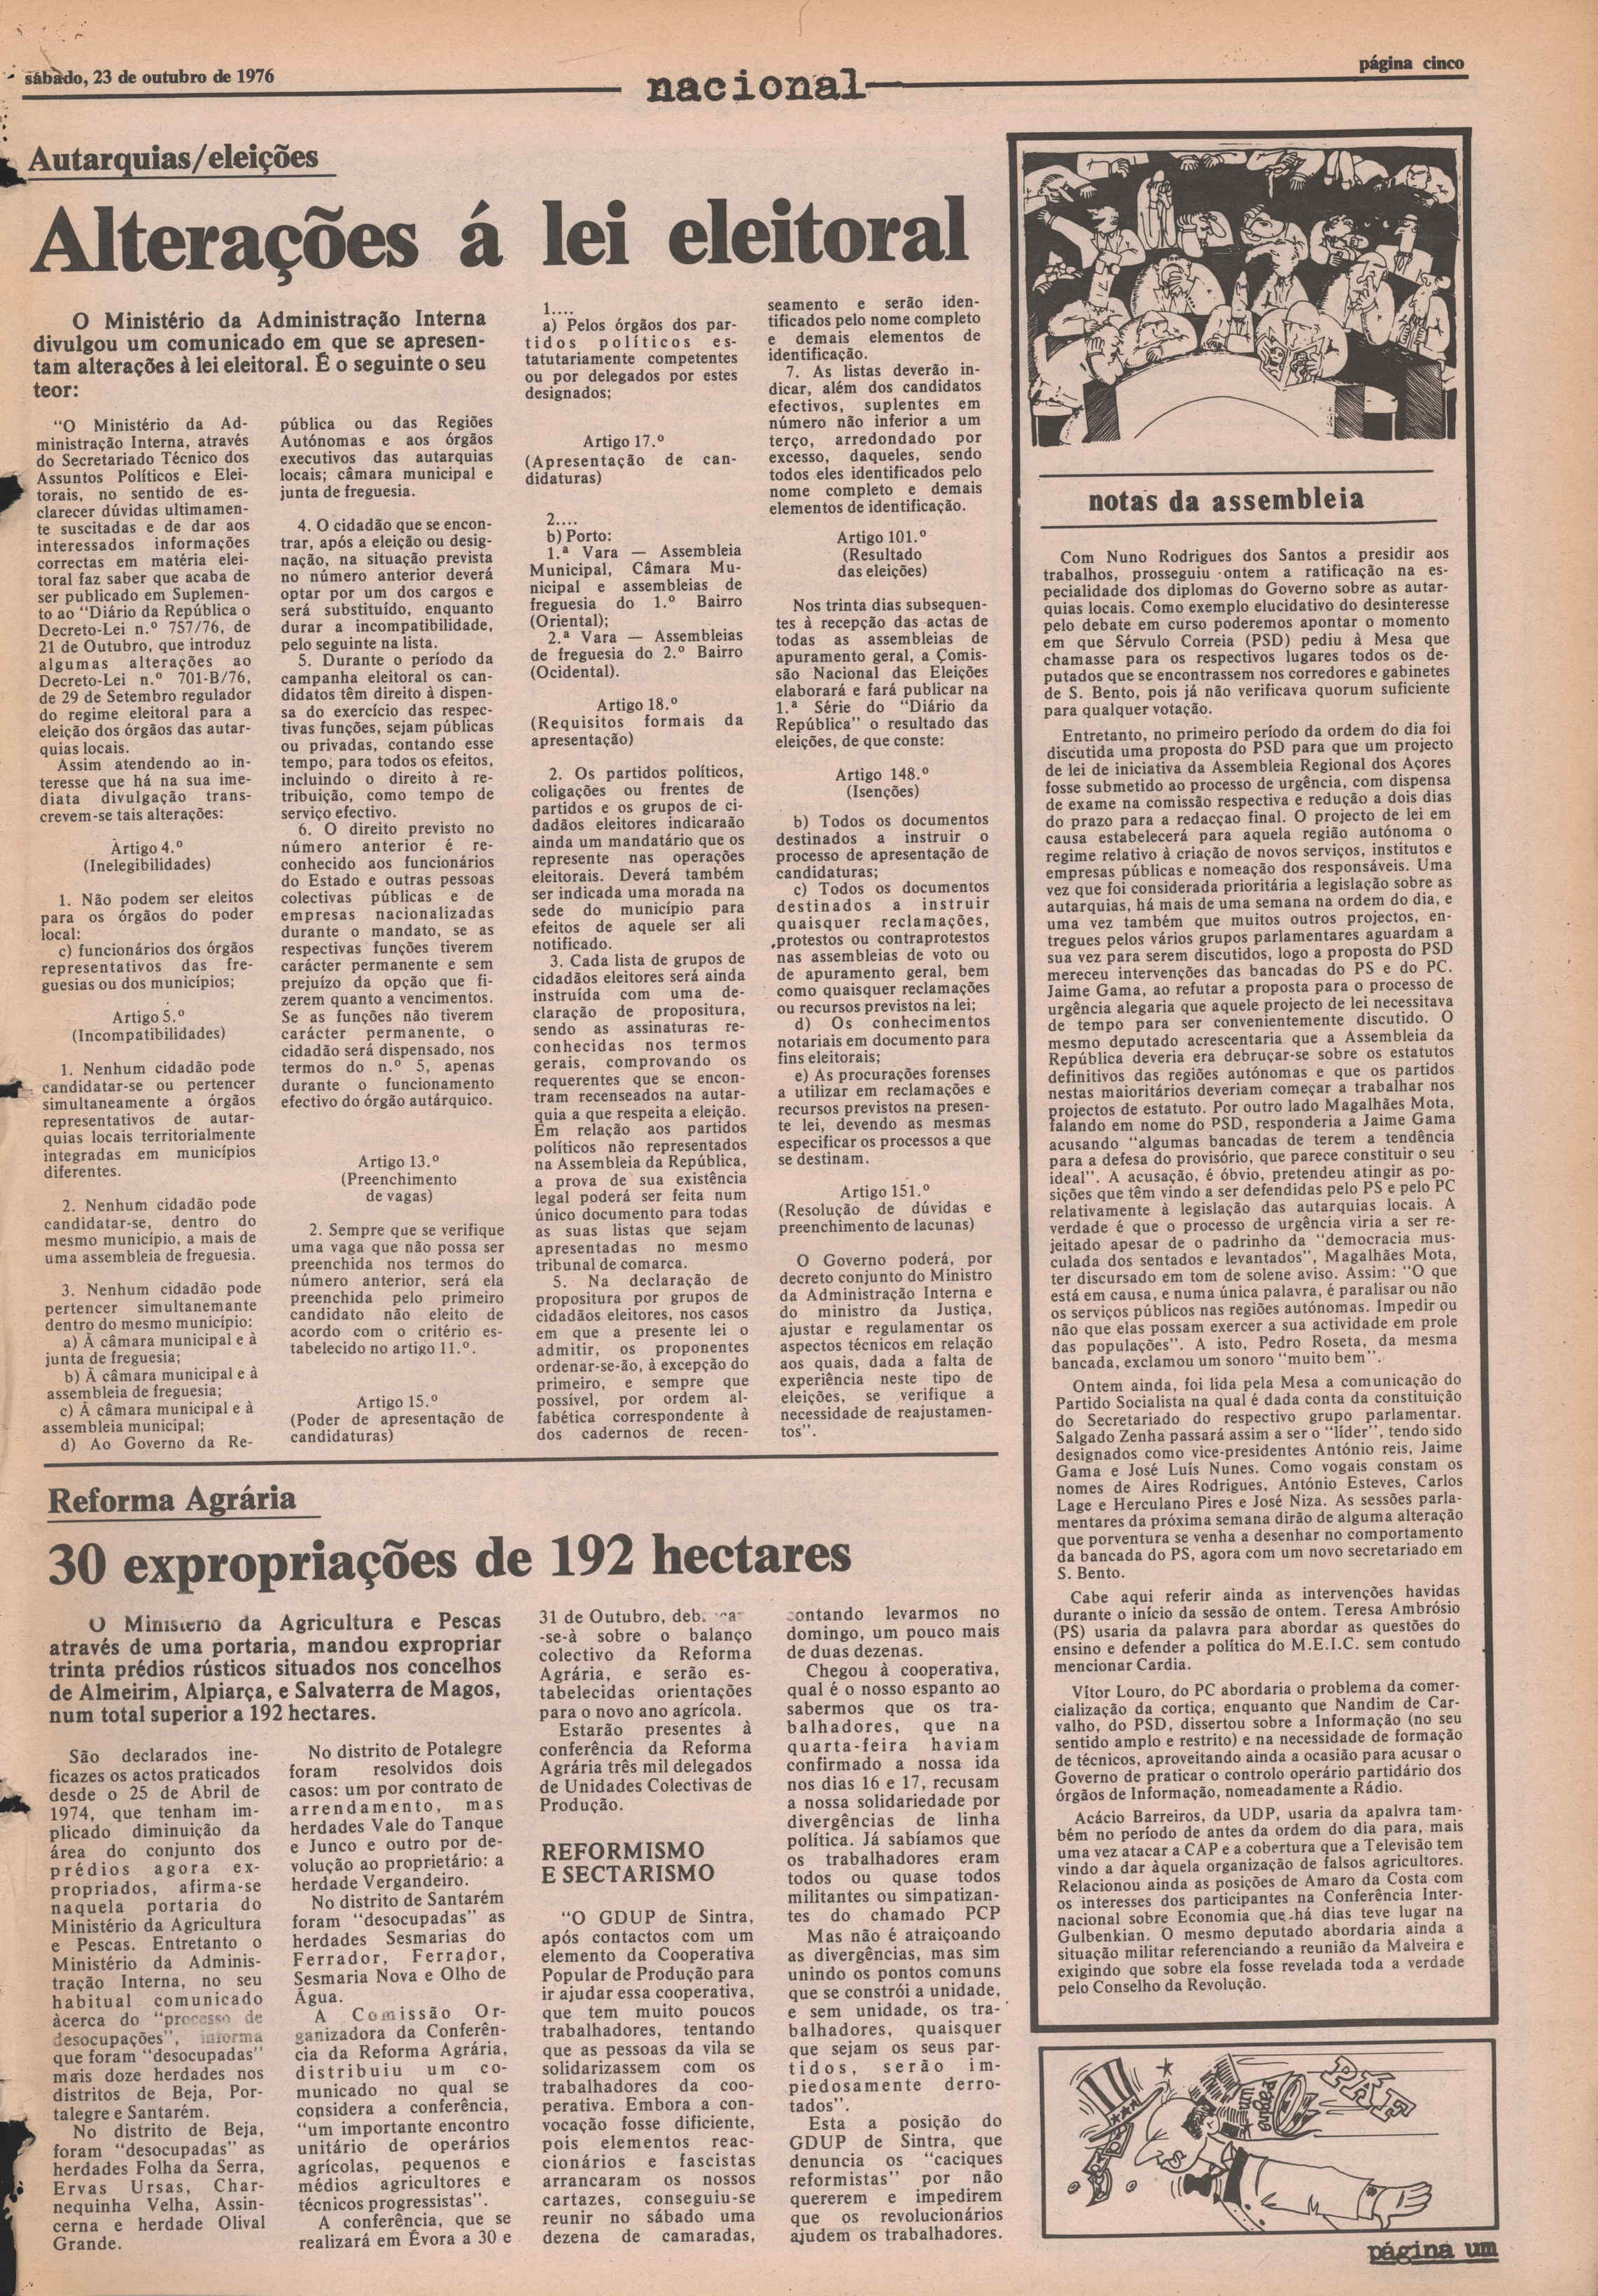 sábado, 23 de outubro de 1976
nacional
página cinco
Autarquias/eleições
Alterações á lei eleitoral
O Ministério da Administração Interna
divulgou um comunicado em que se apresen-
tam alterações à lei eleitoral. É o seguinte o seu
teor:
"O Ministério da Ad-
ministração Interna, através
do Secretariado Técnico dos
Assuntos Políticos e Elei-
torais, no sentido de es-
clarecer dúvidas ultimamen-
te suscitadas e de dar aos
interessados informações
correctas em matéria elei-
toral faz saber que acaba de
ser publicado em Suplemen-
to ao "Diário da República o
Decreto-Lei n.º 757/76, de
21 de Outubro, que introduz
algumas alterações ao
Decreto-Lei n.º 701-B/76,
de 29 de Setembro regulador
do regime eleitoral para a
eleição dos órgãos das autar-
quias locais.
Assim atendendo ao in-
teresse que há na sua ime-
diata divulgação trans-
crevem-se tais alterações:
Artigo 4.º
(Inelegibilidades)
1. Não podem ser eleitos
para os órgãos do poder
local:
c) funcionários dos órgãos
representativos das fre-
guesias ou dos municípios;
Artigo 5.º
(Incompatibilidades)
1. Nenhum cidadão pode
candidatar-se ou pertencer
simultaneamente a órgãos
representativos de autar-
quias locais territorialmente
integradas em municípios
diferentes.
2. Nenhum cidadão pode
candidatar-se, dentro do
mesmo município, a mais de
uma assembleia de freguesia.
3. Nenhum cidadão pode
pertencer simultanemante
dentro do mesmo município:
a) À câmara municipal e à
junta de freguesia;
b) À câmara municipal e à
assembleia de freguesia;
c) À câmara municipal e à
assembleia municipal;
d) Ao Governo da Re-
pública ou das Regiões
Autónomas e aos órgãos
executivos das autarquias
locais; câmara municipal e
junta de freguesia.
4. O cidadão que se encon-
trar, após a eleição ou desig-
nação, na situação prevista
no número anterior deverá
optar por um dos cargos e
será substituído, enquanto
durar a incompatibilidade,
pelo seguinte na lista.
5. Durante o período da
campanha eleitoral os can-
didatos têm direito à dispen-
sa do exercício das respec-
tivas funções, sejam públicas
ou privadas, contando esse
tempo, para todos os efeitos,
incluindo o direito à re-
tribuição, como tempo de
serviço efectivo.
6. O direito previsto no
número anterior é re-
conhecido aos funcionários
do Estado e outras pessoas
colectivas públicas e de
empresas nacionalizadas
durante o mandato, se as
respectivas funções tiverem
carácter permanente e sem
prejuízo da opção que fi-
zerem quanto a vencimentos.
Se as funções não tiverem
carácter permanente, o
cidadão será dispensado, nos
termos do n.º 5, apenas
durante o funcionamento
efectivo do órgão autárquico.
Artigo 13.º
(Preenchimento
de vagas)
2. Sempre que se verifique
uma vaga que não possa ser
preenchida nos termos do
número anterior, será ela
preenchida pelo primeiro
candidato não eleito de
acordo com o critério es-
tabelecido no artigo 11.º.
Artigo 15.º
(Poder de apresentação de
candidaturas)
1....
a) Pelos órgãos dos par-
tidos políticos es-
tatutariamente competentes
ou por delegados por estes
designados;
Artigo 17.º
(Apresentação de can-
didaturas)
2....
b) Porto:
1.ª Vara — Assembleia
Municipal, Câmara Mu-
nicipal e assembleias de
freguesia do 1.º Bairro
(Oriental);
2.ª Vara — Assembleias
de freguesia do 2.º Bairro
(Ocidental).
Artigo 18.º
(Requisitos formais da
apresentação)
2. Os partidos políticos,
coligações ou frentes de
partidos e os grupos de ci-
dadãos eleitores indicaraão
ainda um mandatário que os
represente nas operações
eleitorais. Deverá também
ser indicada uma morada na
sede do município para
efeitos de aquele ser ali
notificado.
3. Cada lista de grupos de
cidadãos eleitores será ainda
instruída com uma de-
claração de propositura,
sendo as assinaturas re-
conhecidas nos termos
gerais, comprovando os
requerentes que se encon-
tram recenseados na autar-
quia a que respeita a eleição.
Em relação aos partidos
políticos não representados
na Assembleia da República,
a prova de sua existência
legal poderá ser feita num
único documento para todas
as suas listas que sejam
apresentadas no mesmo
tribunal de comarca.
5. Na declaração de
propositura por grupos de
cidadãos eleitores, nos casos
em que a presente lei o
admitir, os proponentes
ordenar-se-ão, à excepção do
primeiro, e sempre que
possível, por ordem al-
fabética correspondente à
dos cadernos de recen-
seamento e serão iden-
tificados pelo nome completo
e demais elementos de
identificação.
7. As listas deverão in-
dicar, além dos candidatos
efectivos, suplentes em
número não inferior a um
terço, arredondado por
excesso, daqueles, sendo
todos eles identificados pelo
nome completo e demais
elementos de identificação.
Artigo 101.º
(Resultado
das eleições)
Nos trinta dias subsequen-
tes à recepção das actas de
todas as assembleias de
apuramento geral, a Comis-
são Nacional das Eleições
elaborará e fará publicar na
1.ª Série do "Diário da
República" o resultado das
eleições, de que conste:
Artigo 148.º
(Isenções)
b) Todos os documentos
destinados a instruir o
processo de apresentação de
candidaturas;
c) Todos os documentos
destinados a instruir
quaisquer reclamações,
protestos ou contraprotestos
nas assembleias de voto ou
de apuramento geral, bem
como quaisquer reclamações
ou recursos previstos na lei;
d) Os conhecimentos
notariais em documento para
fins eleitorais;
e) As procurações forenses
a utilizar em reclamações e
recursos previstos na presen-
te lei, devendo as mesmas
especificar os processos a que
se destinam.
Artigo 151.º
(Resolução de dúvidas e
preenchimento de lacunas)
O Governo poderá, por
decreto conjunto do Ministro
da Administração Interna e
do ministro da Justiça,
ajustar e regulamentar os
aspectos técnicos em relação
aos quais, dada a falta de
experiência neste tipo de
eleições, se verifique a
necessidade de reajustamen-
tos".
notas da assembleia
Com Nuno Rodrigues dos Santos a presidir aos
trabalhos, prosseguiu ontem a ratificação na es-
pecialidade dos diplomas do Governo sobre as autar-
quias locais. Como exemplo elucidativo do desinteresse
pelo debate em curso poderemos apontar o momento
em que Sérvulo Correia (PSD) pediu à Mesa que
chamasse para os respectivos lugares todos os de-
putados que se encontrassem nos corredores e gabinetes
de S. Bento, pois já não verificava quorum suficiente
para qualquer votação.
Entretanto, no primeiro período da ordem do dia foi
discutida uma proposta do PSD para que um projecto
de lei de iniciativa da Assembleia Regional dos Açores
fosse submetido ao processo de urgência, com dispensa
de exame na comissão respectiva e redução a dois dias
do prazo para a redacçao final. O projecto de lei em
causa estabelecerá para aquela região autónoma o
regime relativo à criação de novos serviços, institutos e
empresas públicas e nomeação dos responsáveis. Uma
vez que foi considerada prioritária a legislação sobre as
autarquias, há mais de uma semana na ordem do dia, e
uma vez também que muitos outros projectos, en-
tregues pelos vários grupos parlamentares aguardam a
sua vez para serem discutidos, logo a proposta do PSD
mereceu intervenções das bancadas do PS e do PC.
Jaime Gama, ao refutar a proposta para o processo de
urgência alegaria que aquele projecto de lei necessitava
de tempo para ser convenientemente discutido. O
mesmo deputado acrescentaria que a Assembleia da
República deveria era debruçar-se sobre os estatutos
definitivos das regiões autónomas e que os partidos
nestas maioritários deveriam começar a trabalhar nos
projectos de estatuto. Por outro lado Magalhães Mota,
falando em nome do PSD, responderia a Jaime Gama
acusando "algumas bancadas de terem a tendência
para a defesa do provisório, que parece constituir o seu
ideal". A acusação, é óbvio, pretendeu atingir as po-
sições que têm vindo a ser defendidas pelo PS e pelo PC
relativamente à legislação das autarquias locais. A
verdade é que o processo de urgência viria a ser re-
jeitado apesar de o padrinho da "democracia mus-
culada dos sentados e levantados", Magalhães Mota,
ter discursado em tom de solene aviso. Assim: "O que
está em causa, e numa única palavra, é paralisar ou não
os serviços públicos nas regiões autónomas. Impedir ou
não que elas possam exercer a sua actividade em prole
das populações". A isto, Pedro Roseta, da mesma
bancada, exclamou um sonoro "muito bem".
Ontem ainda, foi lida pela Mesa a comunicação do
Partido Socialista na qual é dada conta da constituição
do Secretariado do respectivo grupo parlamentar.
Salgado Zenha passará assim a ser o "líder", tendo sido
designados como vice-presidentes António reis, Jaime
Gama e José Luís Nunes. Como vogais constam os
nomes de Aires Rodrigues, António Esteves, Carlos
Lage e Herculano Pires e José Niza. As sessões parla-
mentares da próxima semana dirão de alguma alteração
que porventura se venha a desenhar no comportamento
da bancada do PS, agora com um novo secretariado em
S. Bento.
Cabe aqui referir ainda as intervenções havidas
durante o início da sessão de ontem. Teresa Ambrósio
(PS) usaria da palavra para abordar as questões do
ensino e defender a política do M.E.I.C. sem contudo
mencionar Cardia.
Vítor Louro, do PC abordaria o problema da comer-
cialização da cortiça, enquanto que Nandim de Car-
valho, do PSD, dissertou sobre a Informação (no seu
sentido amplo e restrito) e na necessidade de formação
de técnicos, aproveitando ainda a ocasião para acusar o
Governo de praticar o controlo operário partidário dos
órgãos de Informação, nomeadamente a Rádio.
Acácio Barreiros, da UDP, usaria da apalvra tam-
bém no período de antes da ordem do dia para, mais
uma vez atacar a CAP e a cobertura que a Televisão tem
vindo a dar àquela organização de falsos agricultores.
Relacionou ainda as posições de Amaro da Costa com
os interesses dos participantes na Conferência Inter-
nacional sobre Economia que há dias teve lugar na
Gulbenkian. O mesmo deputado abordaria ainda a
situação militar referenciando a reunião da Malveira e
exigindo que sobre ela fosse revelada toda a verdade
pelo Conselho da Revolução.
Reforma Agrária
30 expropriações de 192 hectares
O Ministério da Agricultura e Pescas
através de uma portaria, mandou expropriar
trinta prédios rústicos situados nos concelhos
de Almeirim, Alpiarça, e Salvaterra de Magos,
num total superior a 192 hectares.
São declarados ine-
ficazes os actos praticados
desde o 25 de Abril de
1974, que tenham im-
plicado diminuição da
área do conjunto dos
prédios agora ex-
propriados, afirma-se
naquela portaria do
Ministério da Agricultura
e Pescas. Entretanto o
Ministério da Adminis-
tração Interna, no seu
habitual comunicado
àcerca do "processo de
desocupações", informa
que foram "desocupadas"
mais doze herdades nos
distritos de Beja, Por-
talegre e Santarém.
No distrito de Beja,
foram "desocupadas" as
herdades Folha da Serra,
Ervas Ursas, Char-
nequinha Velha, Assin-
cerna e herdade Olival
Grande.
No distrito de Potalegre
foram resolvidos dois
casos: um por contrato de
arrendamento, mas
herdades Vale do Tanque
e Junco e outro por de-
volução ao proprietário: a
herdade Vergandeiro.
No distrito de Santarém
foram "desocupadas" as
herdades Sesmarias do
Ferrador, Ferrador,
Sesmaria Nova e Olho de
Água.
A Comissão Or-
ganizadora da Conferên-
cia da Reforma Agrária,
distribuiu um co-
municado no qual se
considera a conferência,
"um importante encontro
unitário de operários
agrícolas, pequenos e
médios agricultores e
técnicos progressistas".
A conferência, que se
realizará em Évora a 30 e
31 de Outubro,
-se-à sobre o balanço
colectivo da Reforma
Agrária, e serão es-
tabelecidas orientações
para o novo ano agrícola.
Estarão presentes à
conferência da Reforma
Agrária três mil delegados
de Unidades Colectivas de
Produção.
REFORMISMO
E SECTARISMO
"O GDUP de Sintra,
após contactos com um
elemento da Cooperativa
Popular de Produção para
ir ajudar essa cooperativa,
que tem muito poucos
trabalhadores, tentando
que as pessoas da vila se
solidarizassem com os
trabalhadores da coo-
perativa. Embora a con-
vocação fosse dificiente,
pois elementos reac-
cionários e fascistas
arrancaram os nossos
cartazes, conseguiu-se
reunir no sábado uma
dezena de camaradas,
contando levarmos no
domingo, um pouco mais
de duas dezenas.
Chegou à cooperativa,
qual é o nosso espanto ao
sabermos que os tra-
balhadores, que na
quarta-feira haviam
confirmado a nossa ida
nos dias 16 e 17, recusam
a nossa solidariedade por
divergências de linha
política. Já sabíamos que
os trabalhadores eram
todos ou quase todos
militantes ou simpatizan-
tes do chamado PCP
Mas não é atraiçoando
as divergências, mas sim
unindo os pontos comuns
que se constrói a unidade,
e sem unidade, os tra-
balhadores, quaisquer
que sejam os seus par-
tidos, serão im-
piedosamente derro-
tados".
Esta a posição do
GDUP de Sintra, que
denuncia os "caciques
reformistas" por não
quererem e impedirem
que os revolucionários
ajudem os trabalhadores.
PAF
página
um
página um